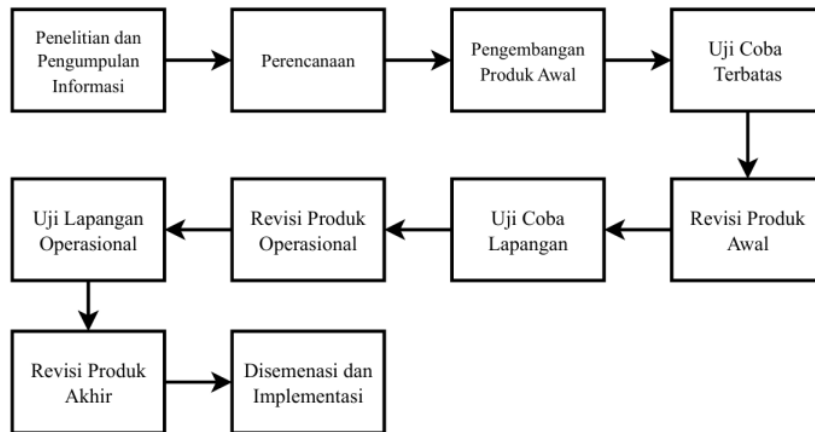 Penelitian dan
Pengumpulan
Informasi
Perencanaan
Pengembangan
Produk Awal
Uji Coba
Terbatas
Revisi Produk
Awal
Uji Coba
Lapangan
Revisi Produk
Operasional
Uji Lapangan
Operasional
Revisi Produk
Akhir
Disemenasi dan
Implementasi